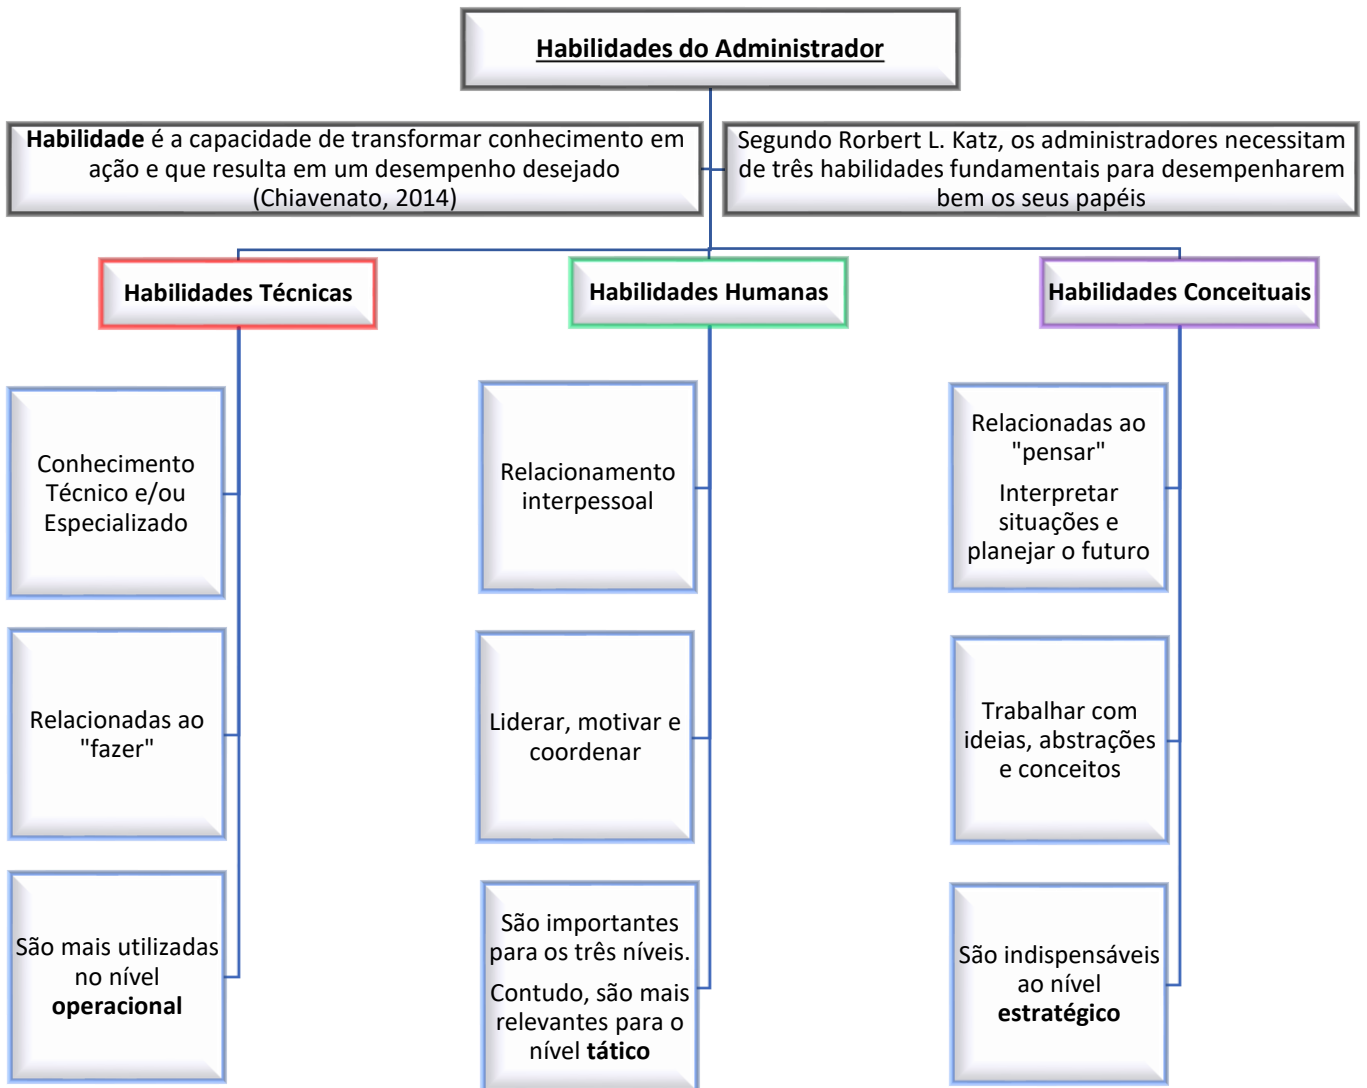 Habilidades do Administrador
Habilidade é a capacidade de transformar conhecimento em
ação e que resulta em um desempenho desejado
(Chiavenato, 2014)
Segundo Rorbert L. Katz, os administradores necessitam
de três habilidades fundamentais para desempenharem
bem os seus papéis
Habilidades Técnicas
Conhecimento
Técnico e/ou
Especializado
Relacionadas ao
"fazer"
São mais utilizadas
no nível
operacional
Habilidades Humanas
Relacionamento
interpessoal
Liderar, motivar e
coordenar
São importantes
para os três níveis.
Contudo, são mais
relevantes para o
nível tático
Habilidades Conceituais
Relacionadas ao
"pensar"
Interpretar
situações e
planejar o futuro
Trabalhar com
ideias, abstrações
e conceitos
São indispensáveis
ao nível
estratégico